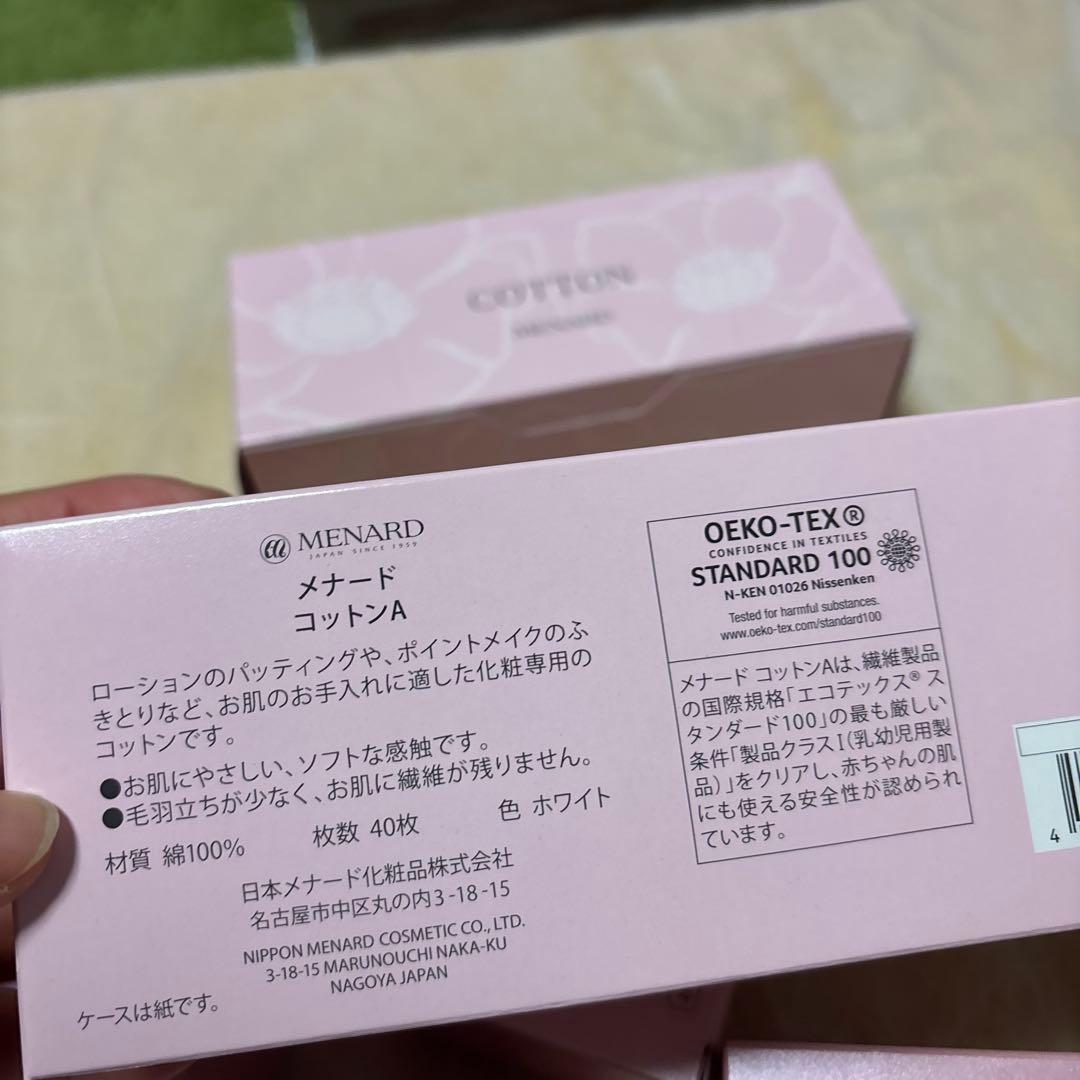 COTTON
MENARD
MENARD
JAPAN SINCE 1959
メナード
コットンA
ローションのパッティングや、ポイントメイクのふ
きとりなど、お肌のお手入れに適した化粧専用の
コットンです。
●お肌にやさしい、ソフトな感触です。
●毛羽立ちが少なく、お肌に繊維が残りません。
材質 綿100% 枚数 40枚 色 ホワイト
日本メナード化粧品株式会社
名古屋市中区丸の内3-18-15
NIPPON MENARD COSMETIC CO., LTD.
3-18-15 MARUNOUCHI NAKA-KU
NAGOYA JAPAN
ケースは紙です。
OEKO-TEX®
CONFIDENCE IN TEXTILES
STANDARD 100
N-KEN 01026 Nissenken
Tested for harmful substances.
www.oeko-tex.com/standard100
メナード コットンAは、繊維製品
の国際規格「エコテックス®ス
タンダード100」の最も厳しい
条件「製品クラスI（乳幼児用製
品）」をクリアし、赤ちゃんの肌
にも使える安全性が認められ
ています。
4